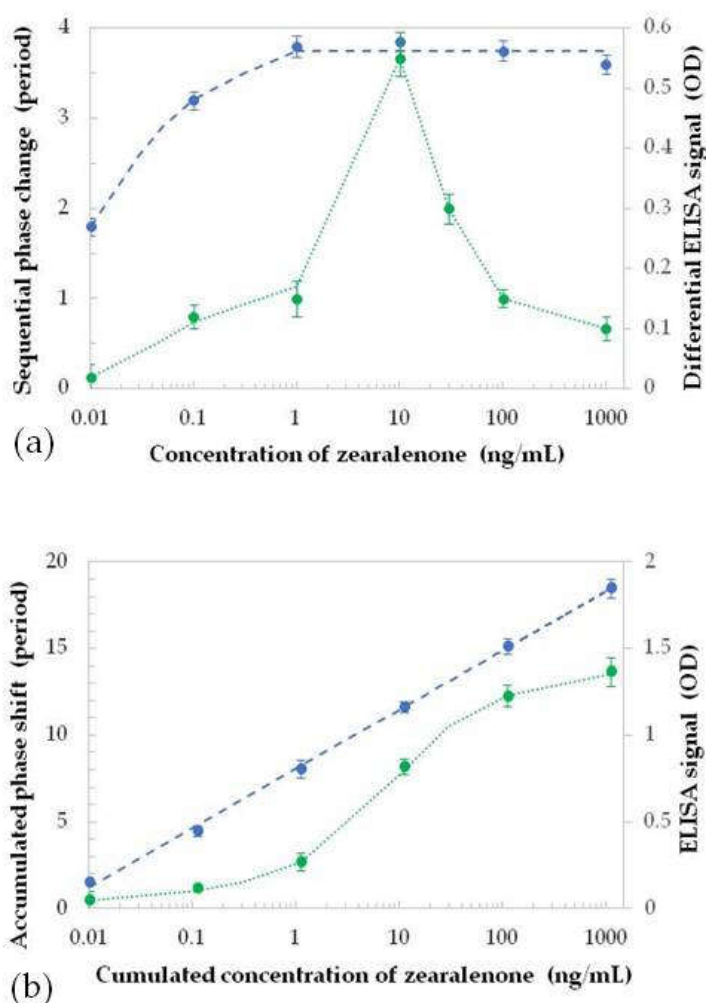 Sequential phase change (period)
4
3
2
1
0
0.6
0.5
0.4
0.3
0.2
0.1
0
Differential ELISA signal (OD)
0.01 0.1 1 10 100 1000
(a)
Concentration of zearalenone (ng/mL)
Accumulated phase shift (period)
20
15
10
5
0
2
1.5
1
0.5
0
ELISA signal (OD)
0.01 0.1 1 10 100 1000
(b)
Cumulated concentration of zearalenone (ng/mL)